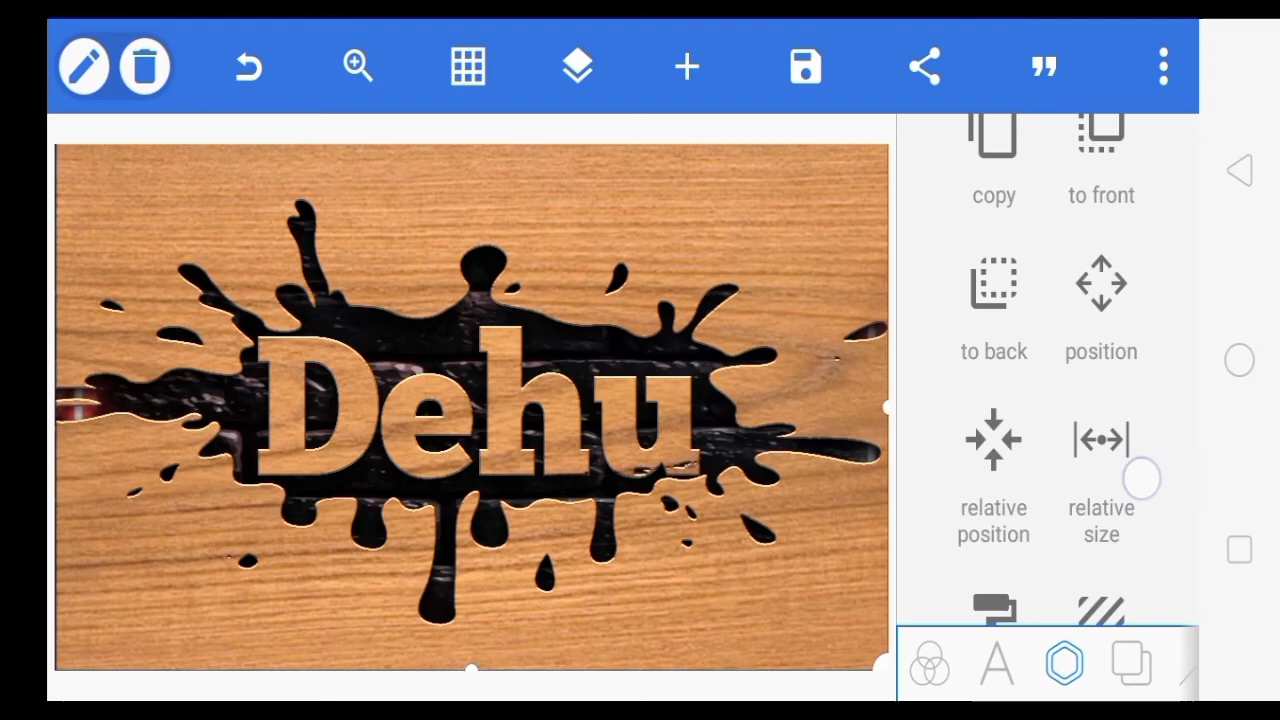 copy
to front
to back
position
Dehu
relative
position
relative
size